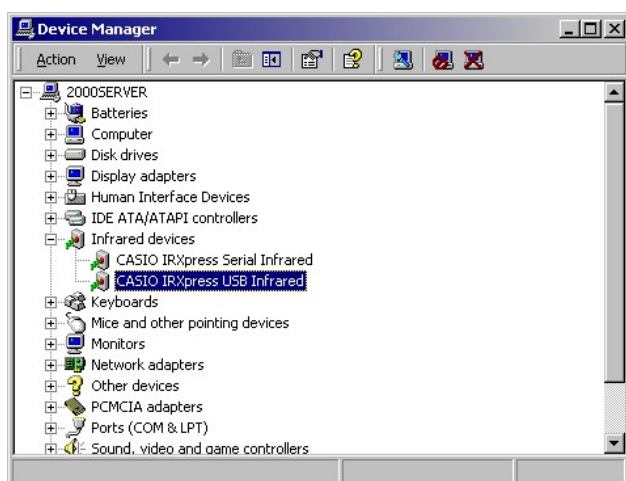 Device Manager
Action View
2000SERVER
Batteries
Computer
Disk drives
Display adapters
Human Interface Devices
IDE ATA/ATAPI controllers
Infrared devices
CASIO IRXpress Serial Infrared
CASIO IRXpress USB Infrared
Keyboards
Mice and other pointing devices
Monitors
Network adapters
Other devices
PCMCIA adapters
Ports (COM & LPT)
Sound, video and game controllers